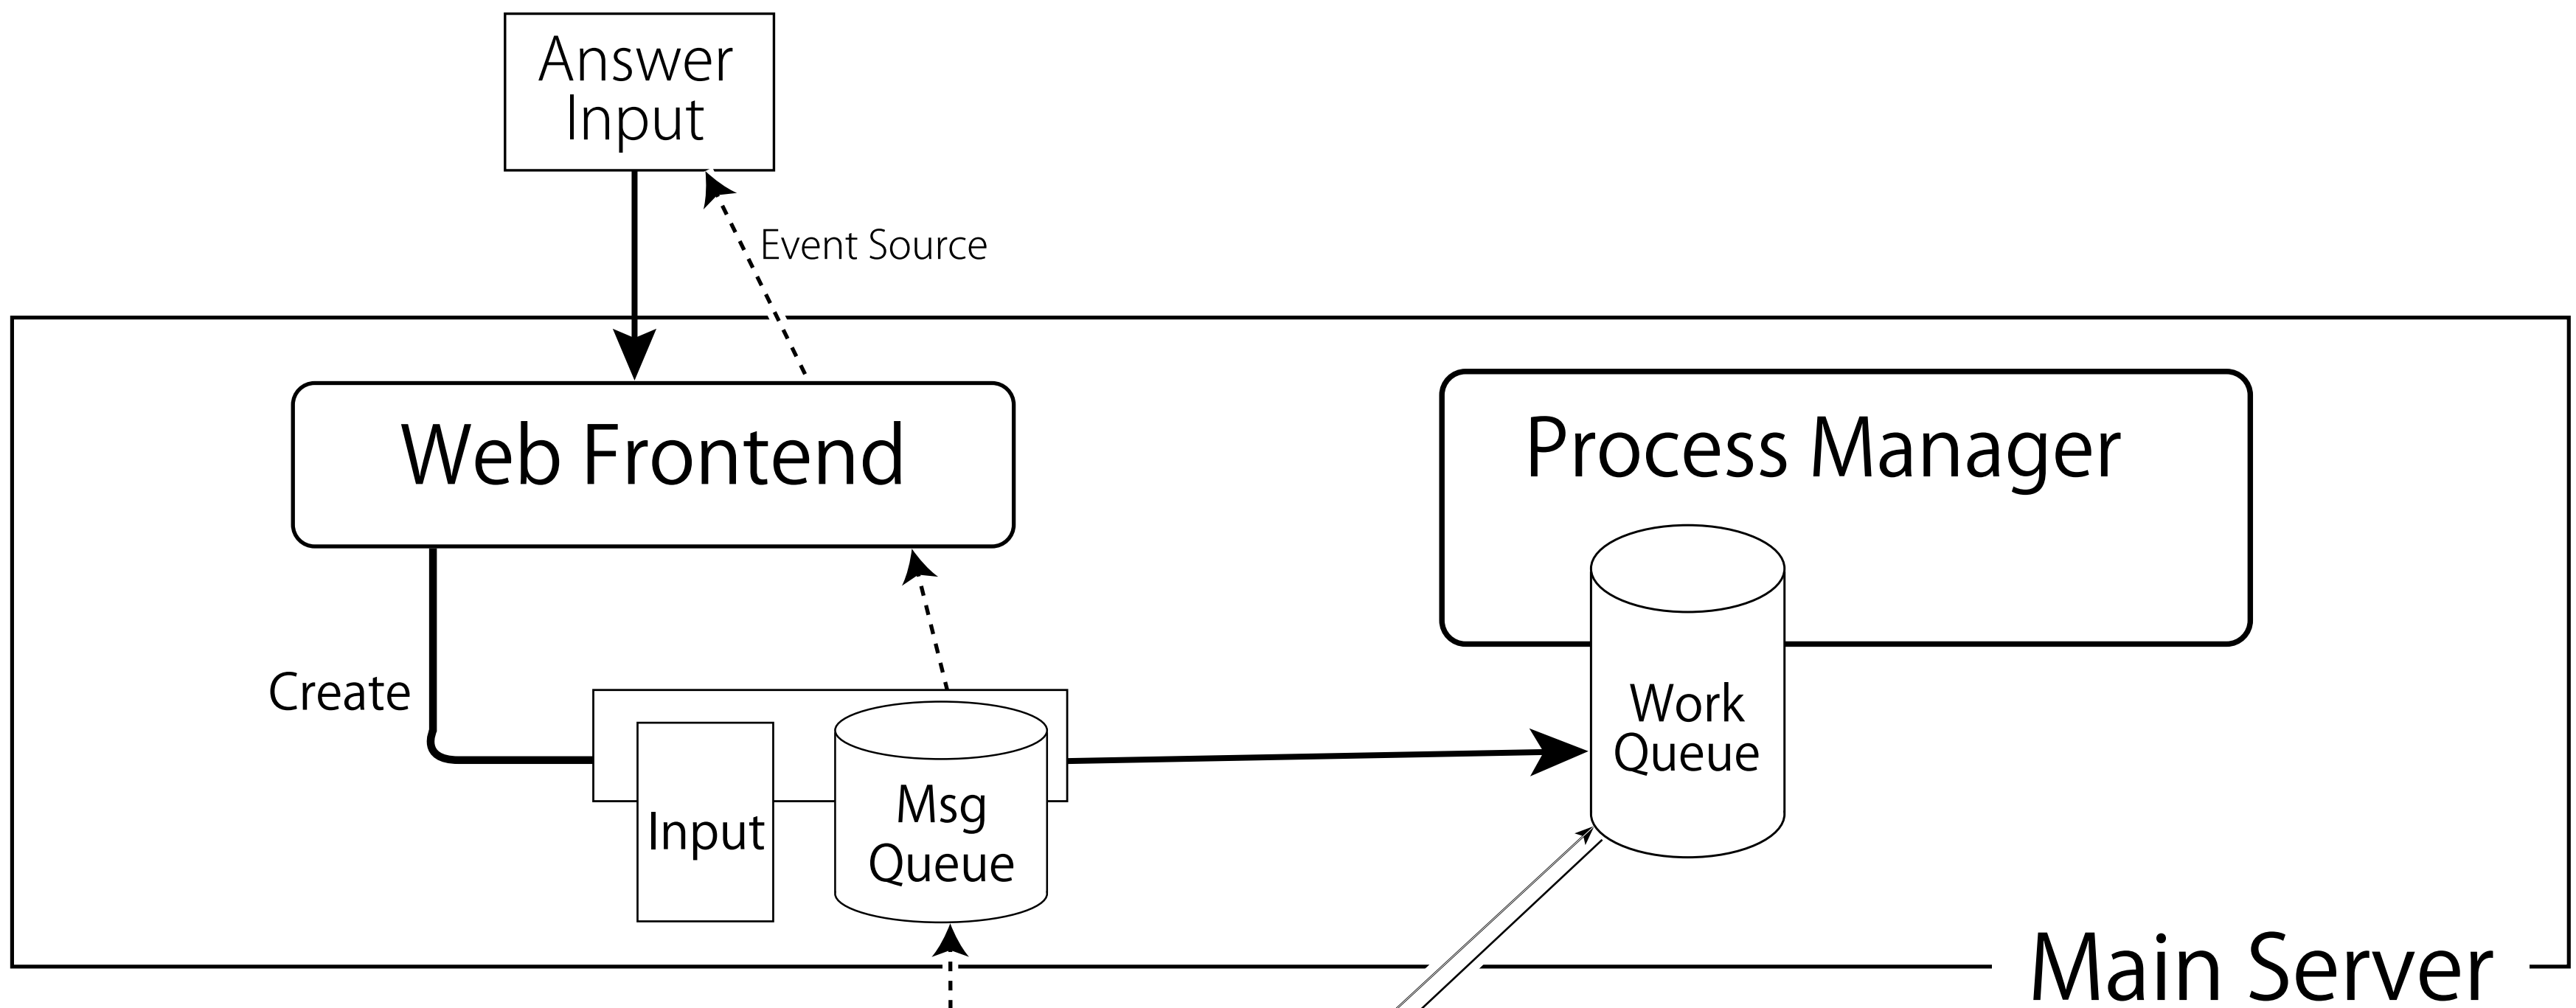 Answer
Input
Event Source
Web Frontend
Process Manager
Create
Input
Msg
Queue
Work
Queue
Main Server